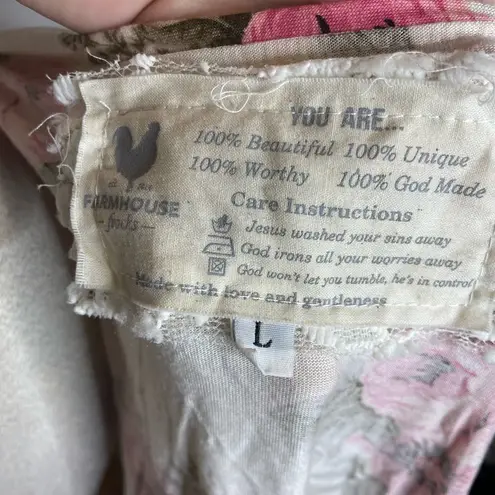 YOU ARE...
100% Beautiful 100% Unique
100% Worthy 100% God Made
FARMHOUSE
finds
Care Instructions
Jesus washed your sins away
God irons all your worries away
God won't let you tumble, he's in control
Made with love and gentleness
L